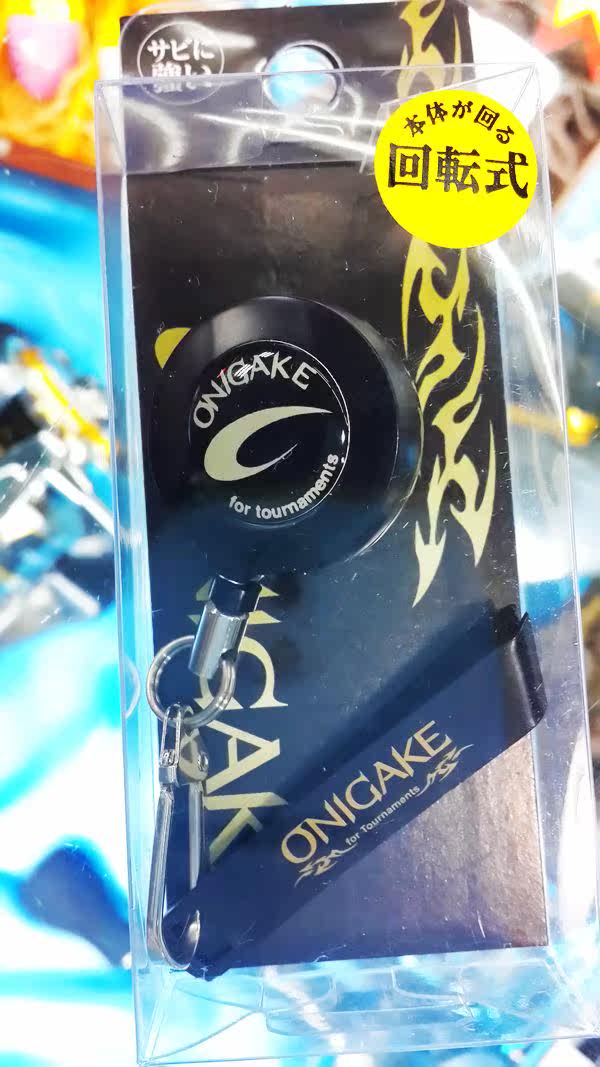 サビに
強い
本体が回る
回転式
ONIGAKE
for tournaments
NIGAK
ONIGAKE
for Tournaments